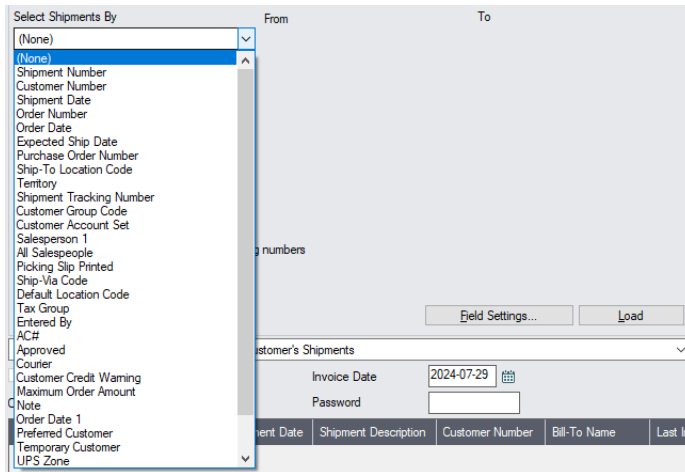 Select Shipments By From To
(None)
(None)
Shipment Number
Customer Number
Shipment Date
Order Number
Order Date
Expected Ship Date
Purchase Order Number
Ship-To Location Code
Territory
Shipment Tracking Number
Customer Group Code
Customer Account Set
Salesperson 1
All Salespeople
numbers
Picking Slip Printed
Ship-Via Code
Default Location Code
Tax Group
Field Settings... Load
Entered By
AC#
Approved
Shipments
Courier
Customer Credit Warning
Invoice Date 2024-07-29
Maximum Order Amount
Note
Password
Order Date 1
Preferred Customer
Date Shipment Description Customer Number Bill-To Name Last
Temporary Customer
UPS Zone